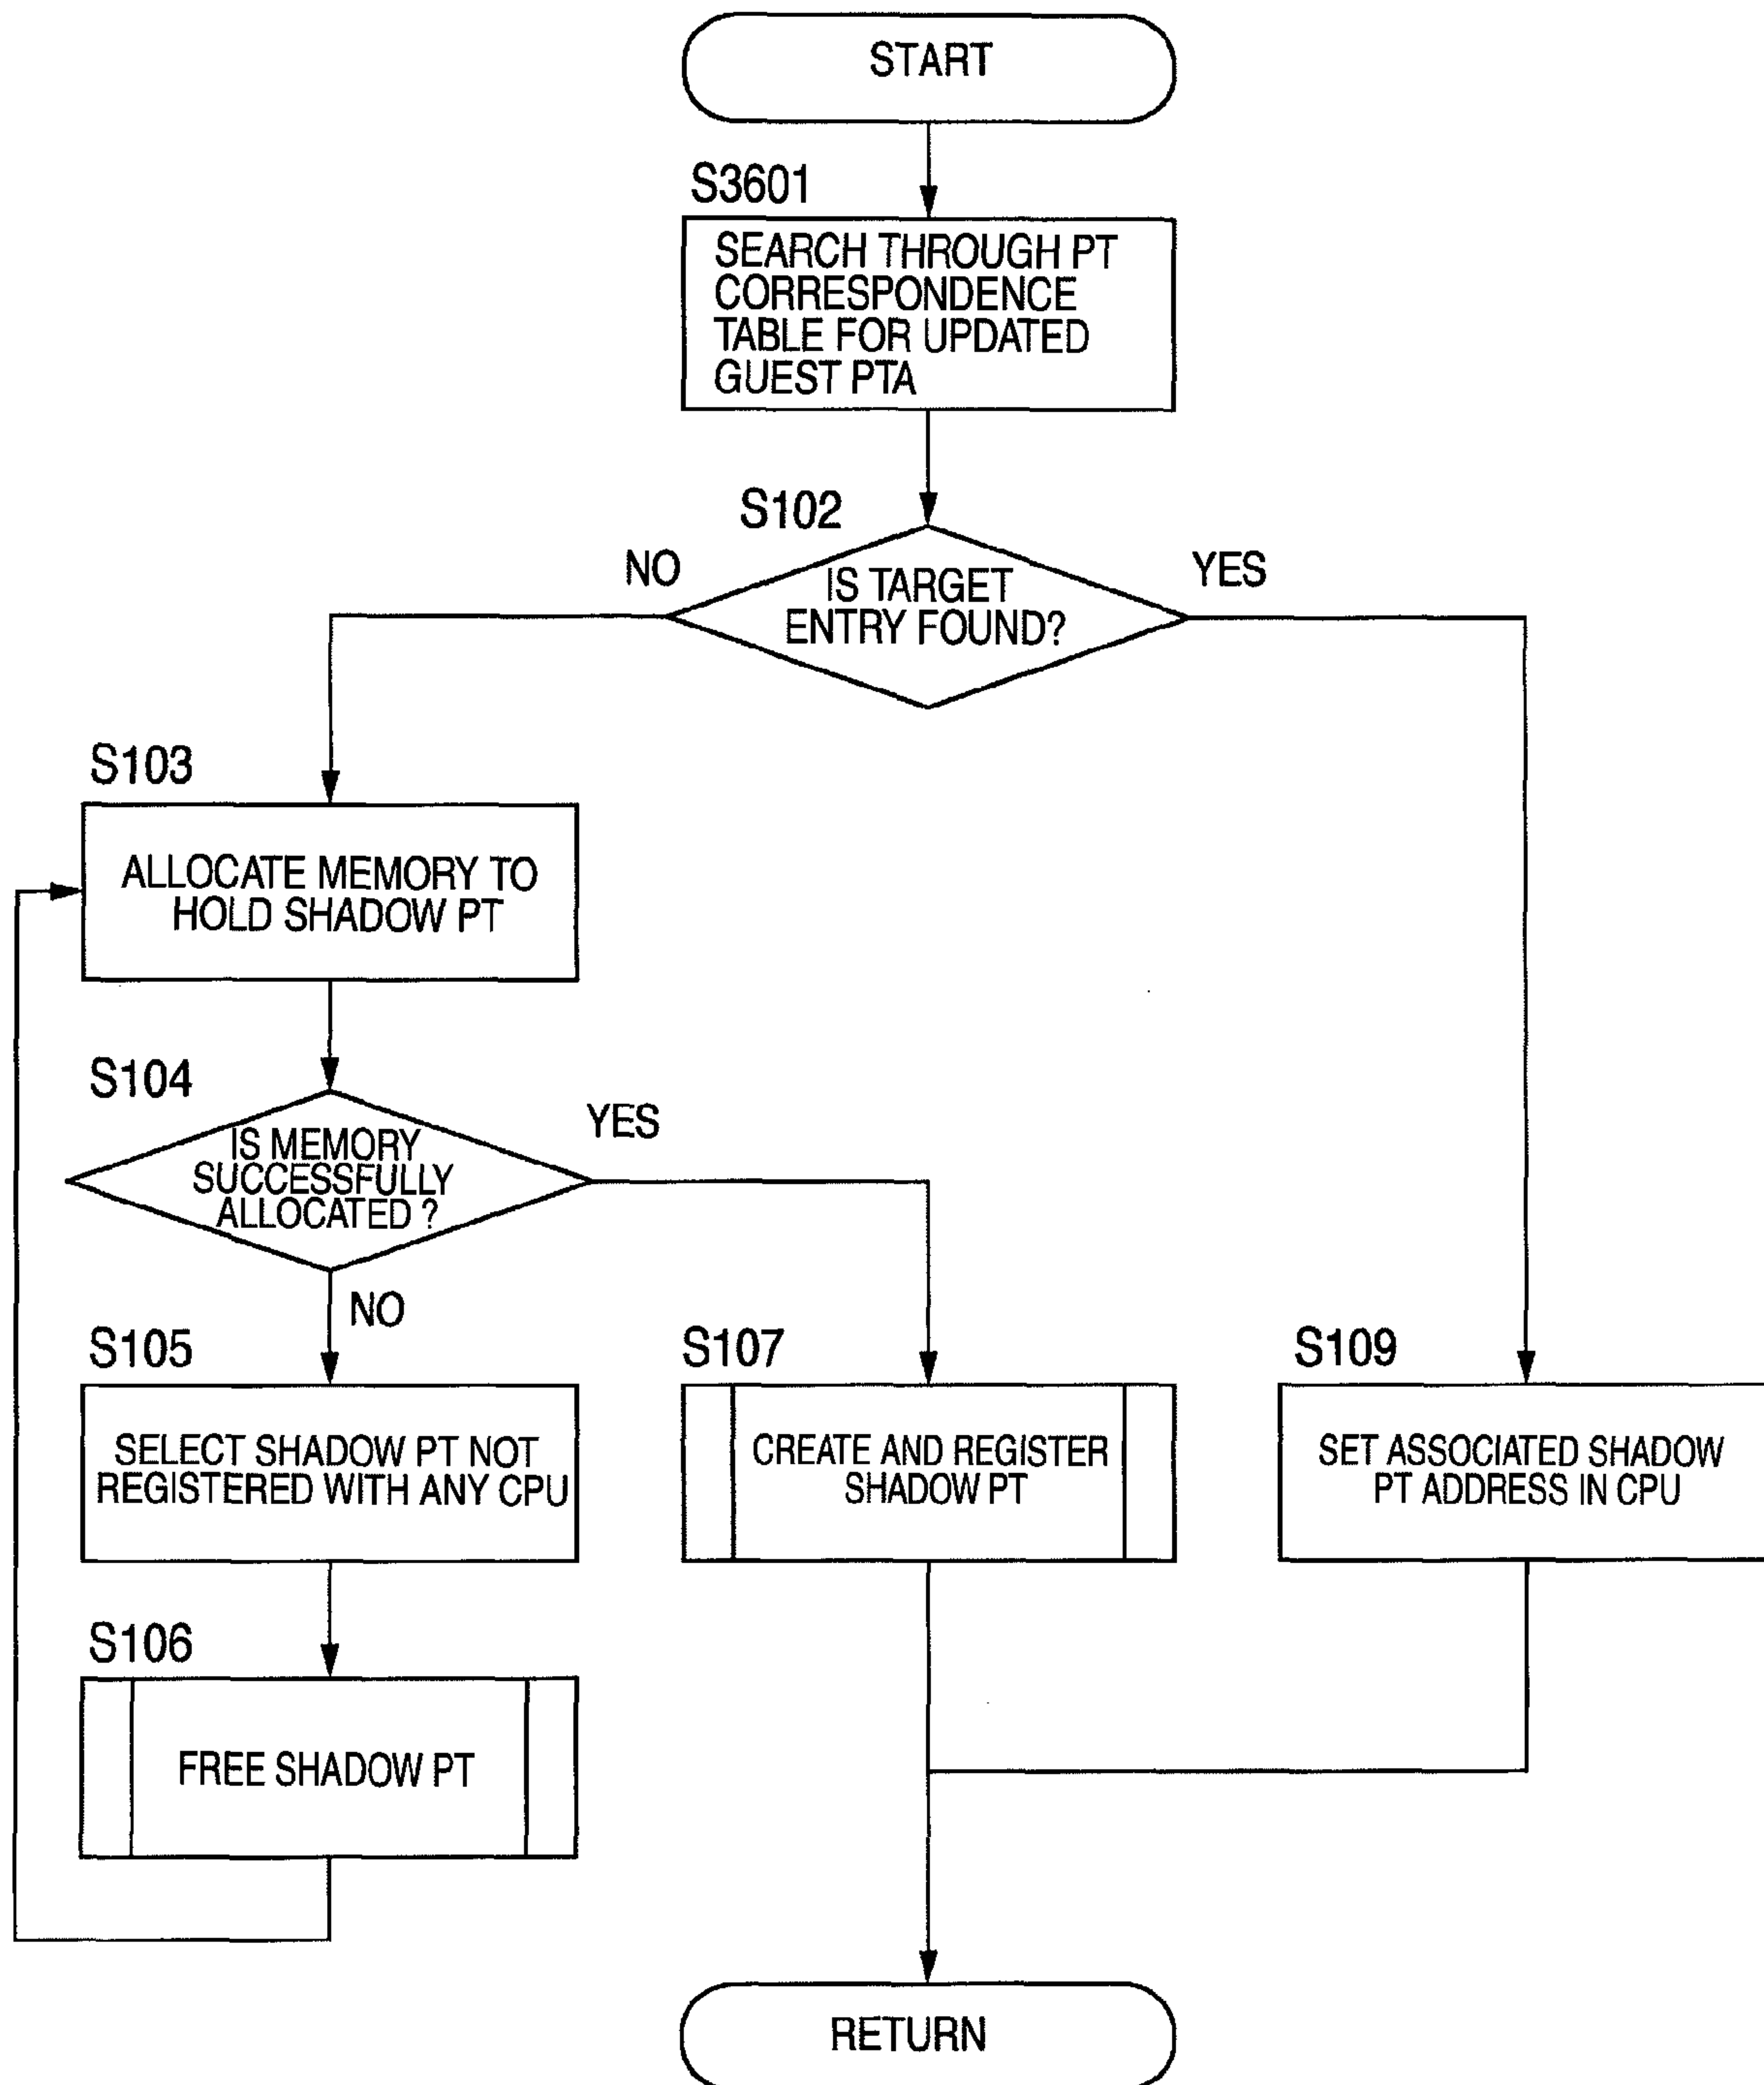 START
S3601
SEARCH THROUGH PT
CORRESPONDENCE
TABLE FOR UPDATED
GUEST PTA
S102
NO
YES
IS TARGET
ENTRY FOUND?
S103
ALLOCATE MEMORY TO
HOLD SHADOW PT
S104
YES
IS MEMORY
SUCCESSFULLY
ALLOCATED ?
NO
S105
SELECT SHADOW PT NOT
REGISTERED WITH ANY CPU
S107
CREATE AND REGISTER
SHADOW PT
S109
SET ASSOCIATED SHADOW
PT ADDRESS IN CPU
S106
FREE SHADOW PT
RETURN